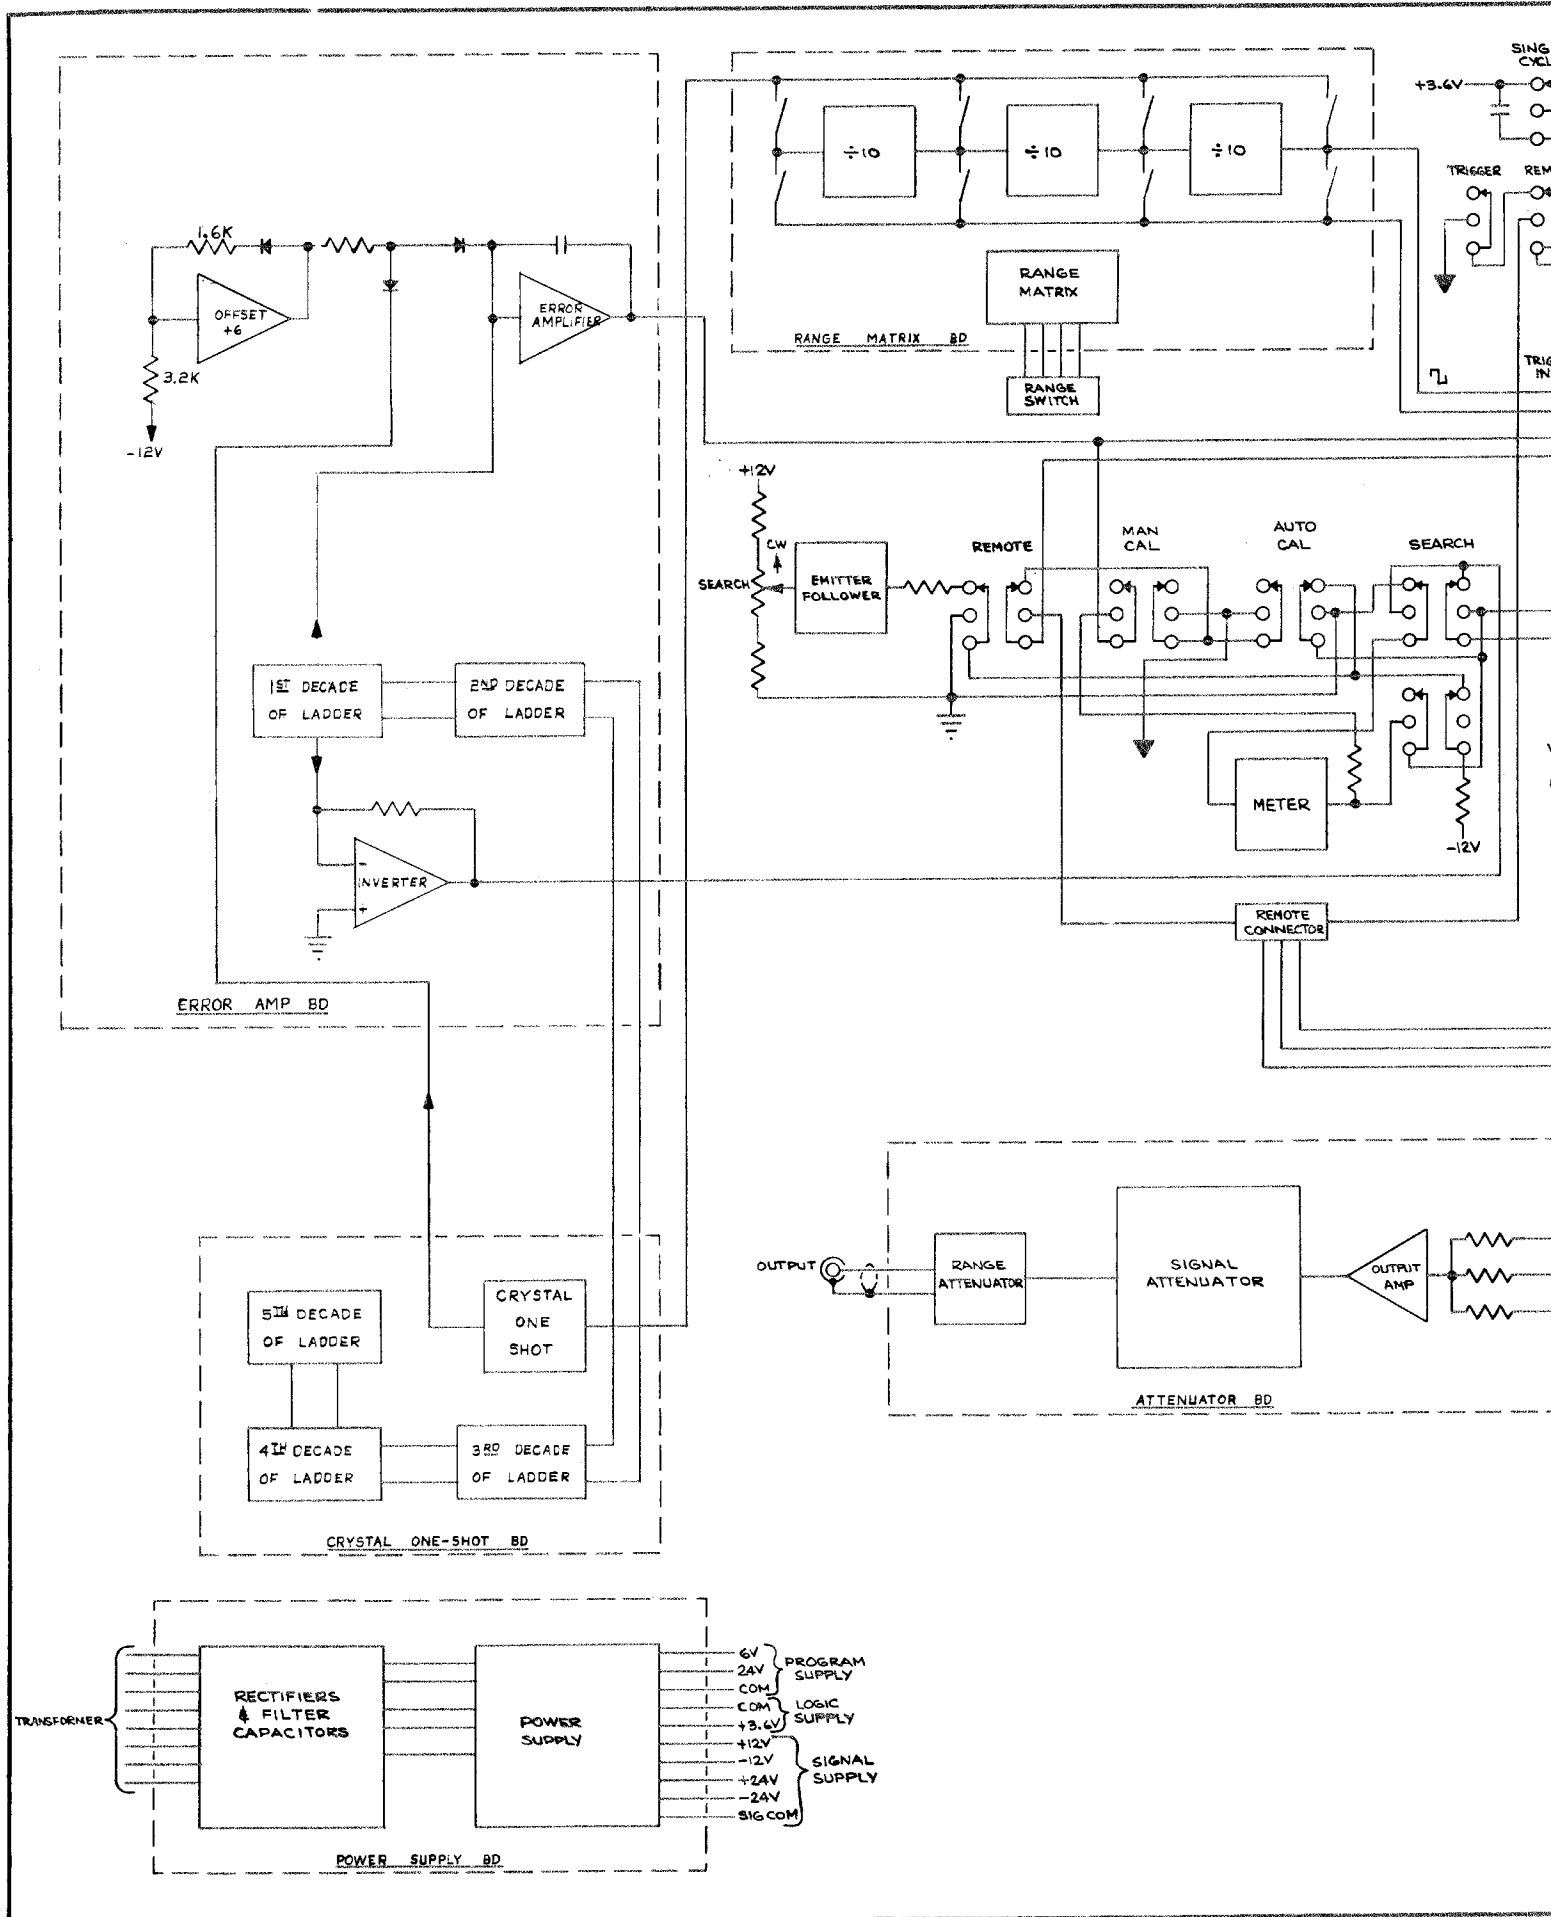 SING
CYCL
+3.6V
÷10
÷10
÷10
TRIGGER
REM
1.6K
OFFSET
+6
ERROR
AMPLIFIER
RANGE
MATRIX
RANGE MATRIX BD
3.2K
RANGE
SWITCH
TRIG
IN
-12V
+12V
CW
SEARCH
EMITTER
FOLLOWER
REMOTE
MAN
CAL
AUTO
CAL
SEARCH
1ST DECADE
OF LADDER
2ND DECADE
OF LADDER
METER
-12V
-
INVERTER
+
REMOTE
CONNECTOR
ERROR AMP BD
OUTPUT
RANGE
ATTENUATOR
SIGNAL
ATTENUATOR
OUTPUT
AMP
CRYSTAL
ONE
SHOT
5TH DECADE
OF LADDER
ATTENUATOR BD
4TH DECADE
OF LADDER
3RD DECADE
OF LADDER
CRYSTAL ONE-SHOT BD
TRANSFORMER
RECTIFIERS
& FILTER
CAPACITORS
POWER
SUPPLY
6V
24V
COM
PROGRAM
SUPPLY
COM
+3.6V
LOGIC
SUPPLY
+12V
-12V
+24V
-24V
SIG COM
SIGNAL
SUPPLY
POWER SUPPLY BD